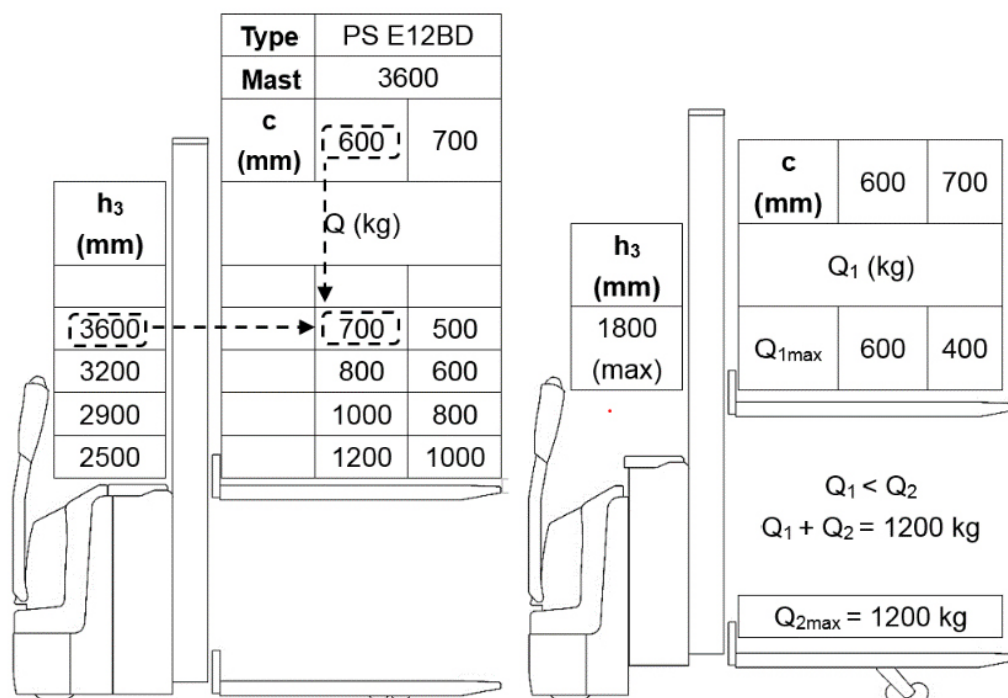 Type PS E12BD
Mast 3600
c (mm) 600 700
Q (kg)
h₃ (mm)
3600 700 500
3200 800 600
2900 1000 800
2500 1200 1000
c (mm) 600 700
Q₁ (kg)
h₃ (mm)
1800 (max)
Q₁max 600 400
Q₁ < Q₂
Q₁ + Q₂ = 1200 kg
Q₂max = 1200 kg